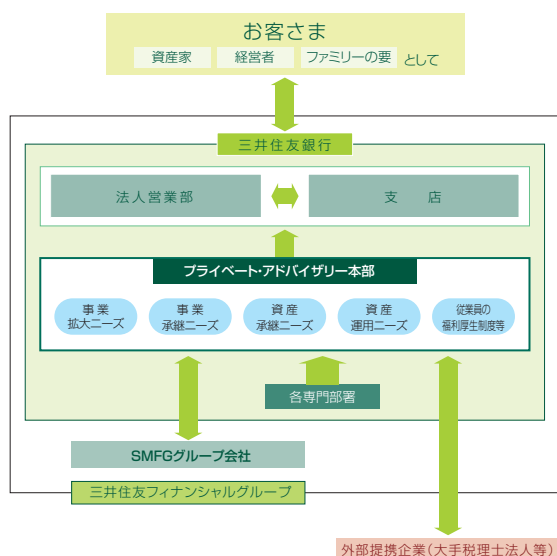 お客さま
資産家 経営者 ファミリーの要 として
三井住友銀行
法人営業部 支店
プライベート・アドバイザリー本部
事業 事業 資産 資産 従業員の
拡大ニーズ 承継ニーズ 承継ニーズ 運用ニーズ 福利厚生制度等
各専門部署
SMFGグループ会社
三井住友フィナンシャルグループ
外部提携企業(大手税理士法人等)